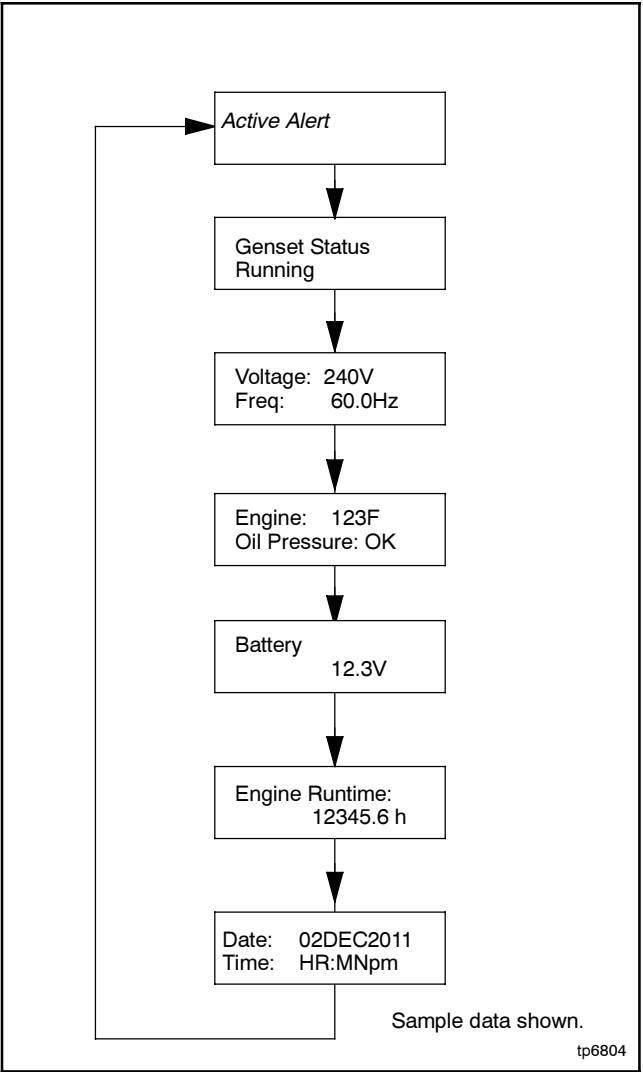 Active Alert
Genset Status
Running
Voltage: 240V
Freq: 60.0Hz
Engine: 123F
Oil Pressure: OK
Battery
12.3V
Engine Runtime:
12345.6 h
Date: 02DEC2011
Time: HR:MNpm
Sample data shown.
tp6804